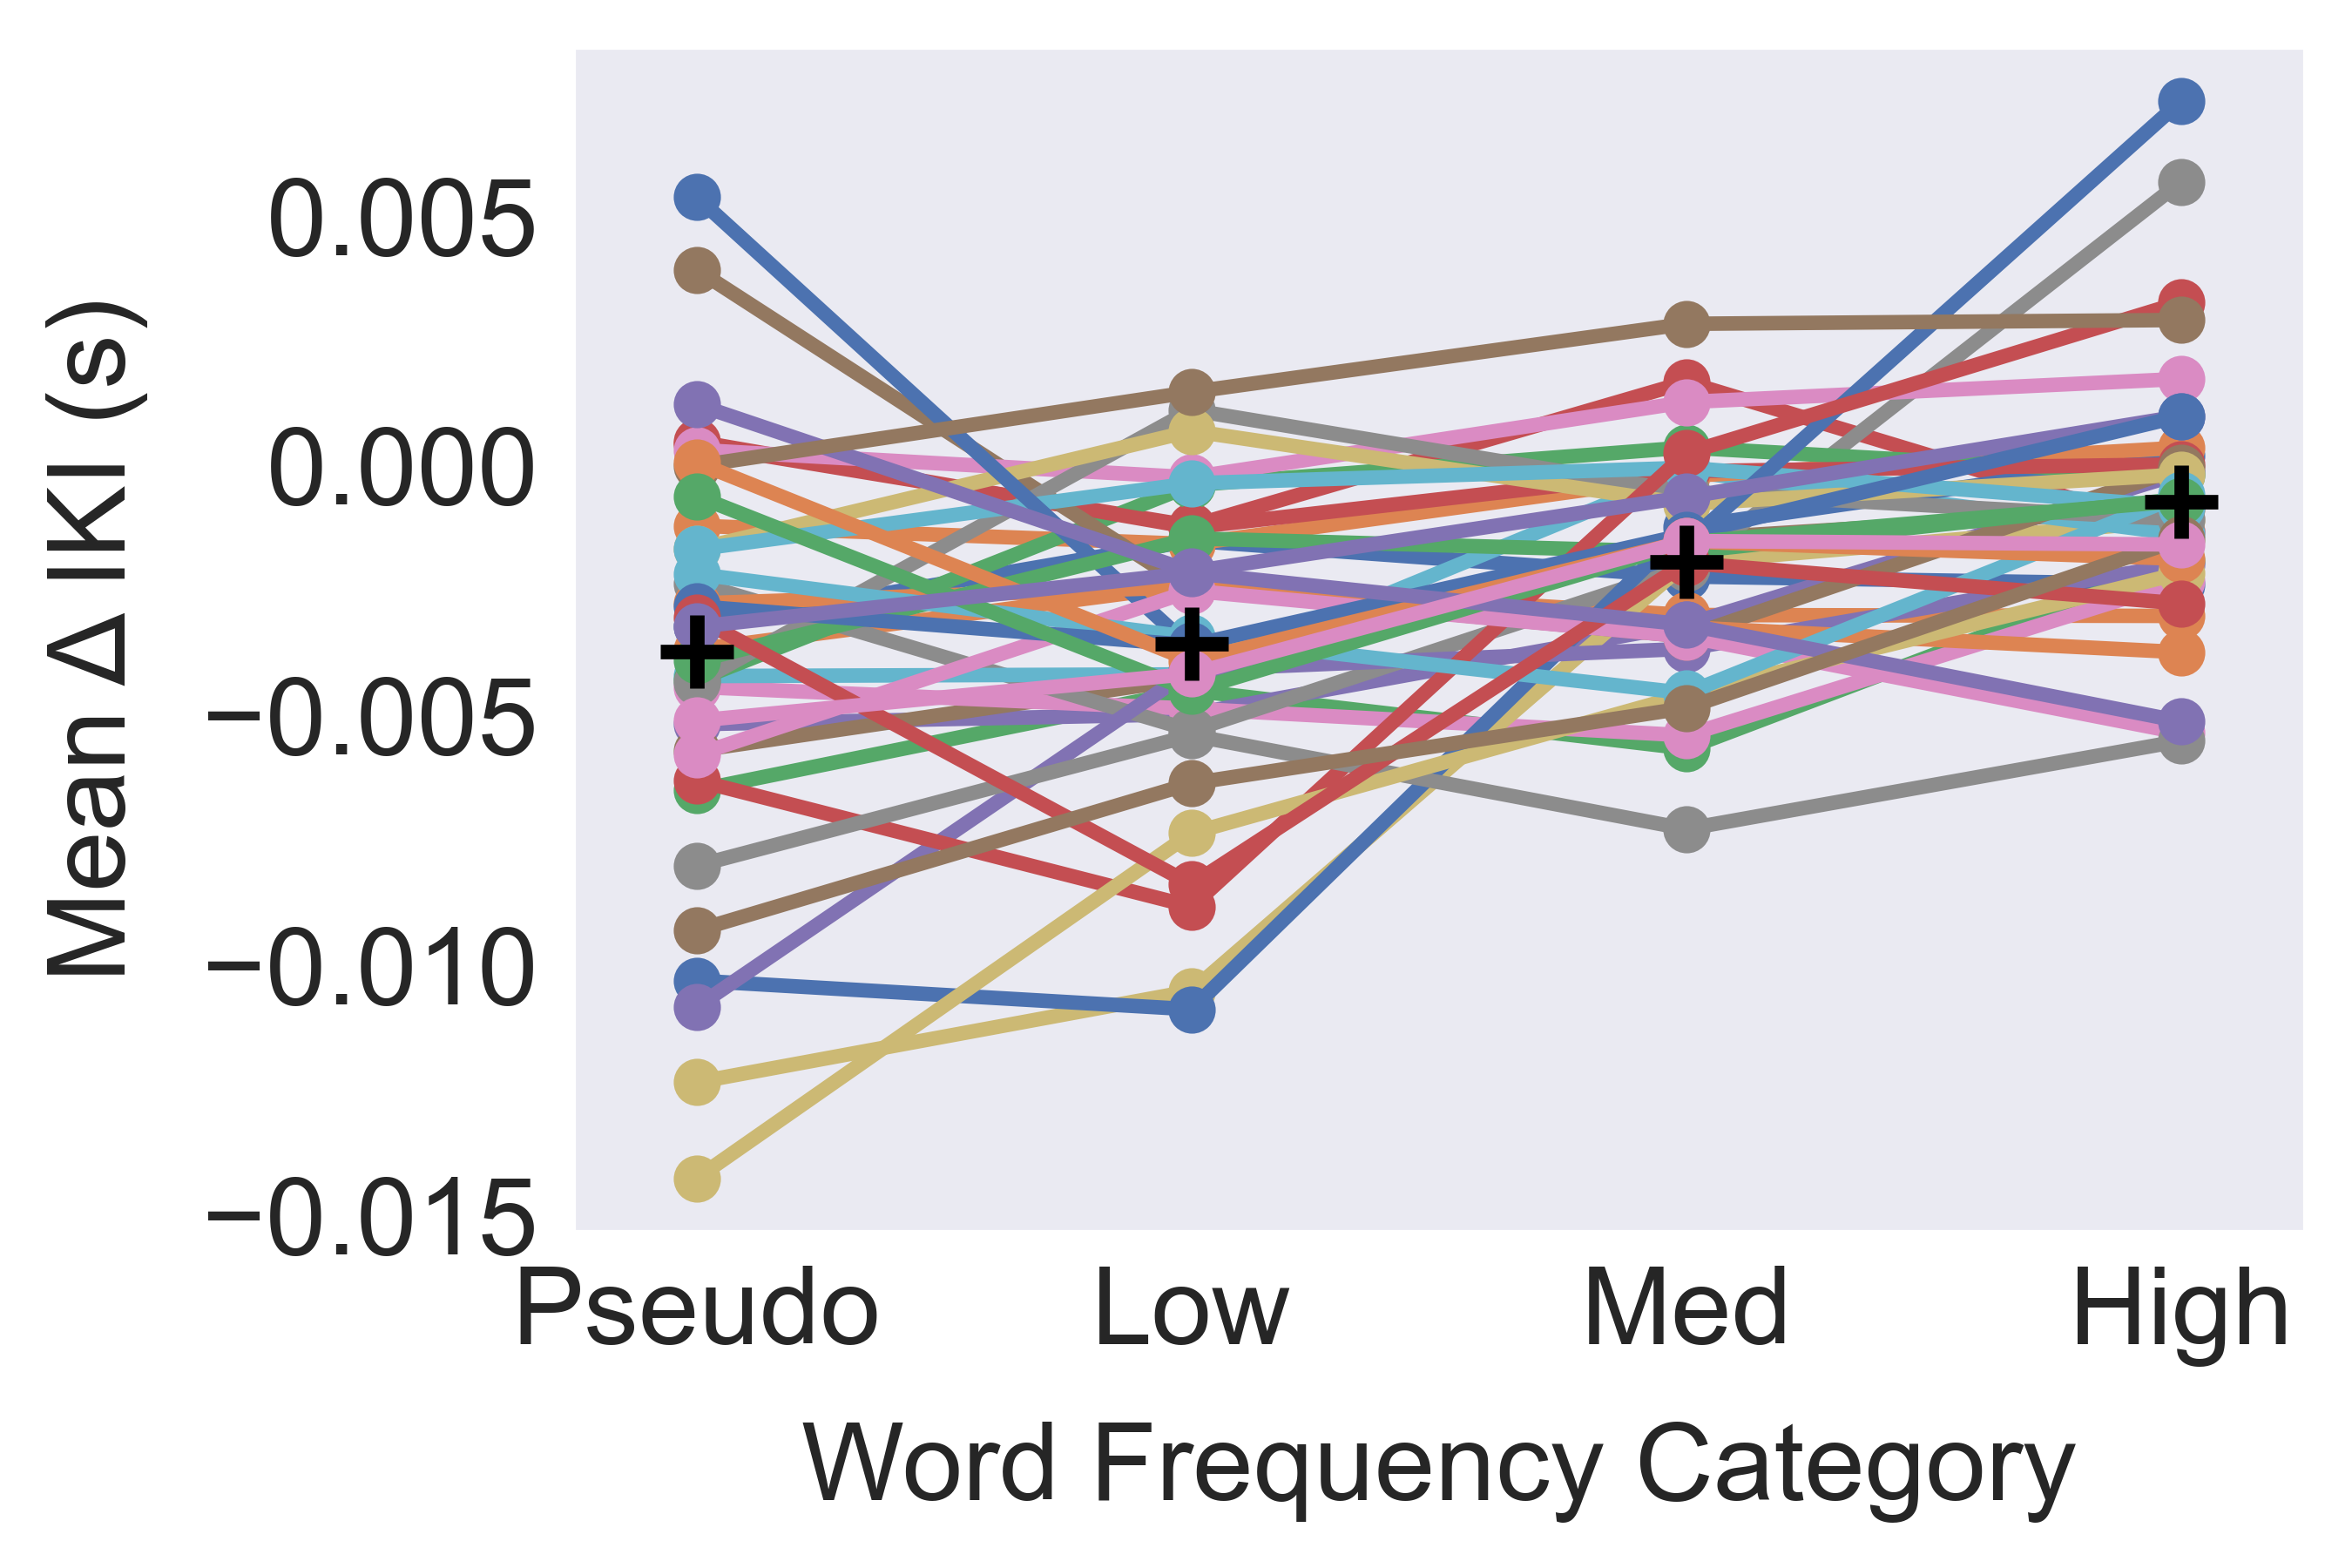 Mean Δ IKI (s)
0.005
0.000
−0.005
−0.010
−0.015
Pseudo Low Med High
Word Frequency Category